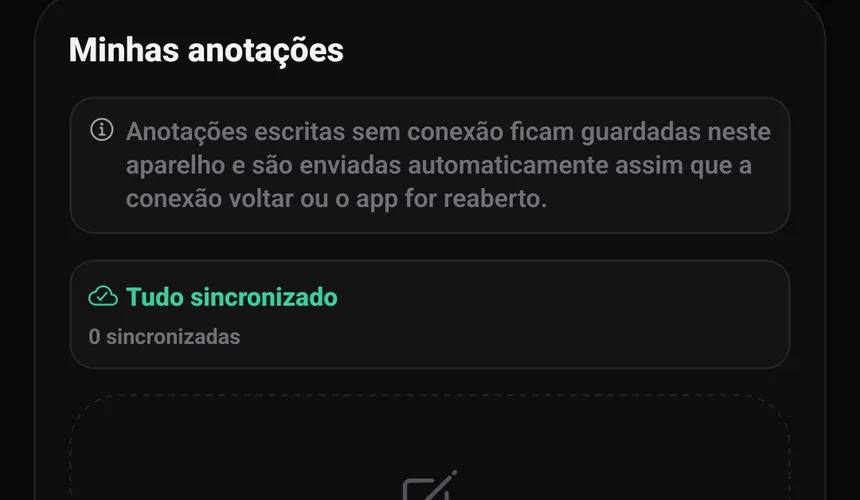 Minhas anotações
Anotações escritas sem conexão ficam guardadas neste
aparelho e são enviadas automaticamente assim que a
conexão voltar ou o app for reaberto.
Tudo sincronizado
0 sincronizadas